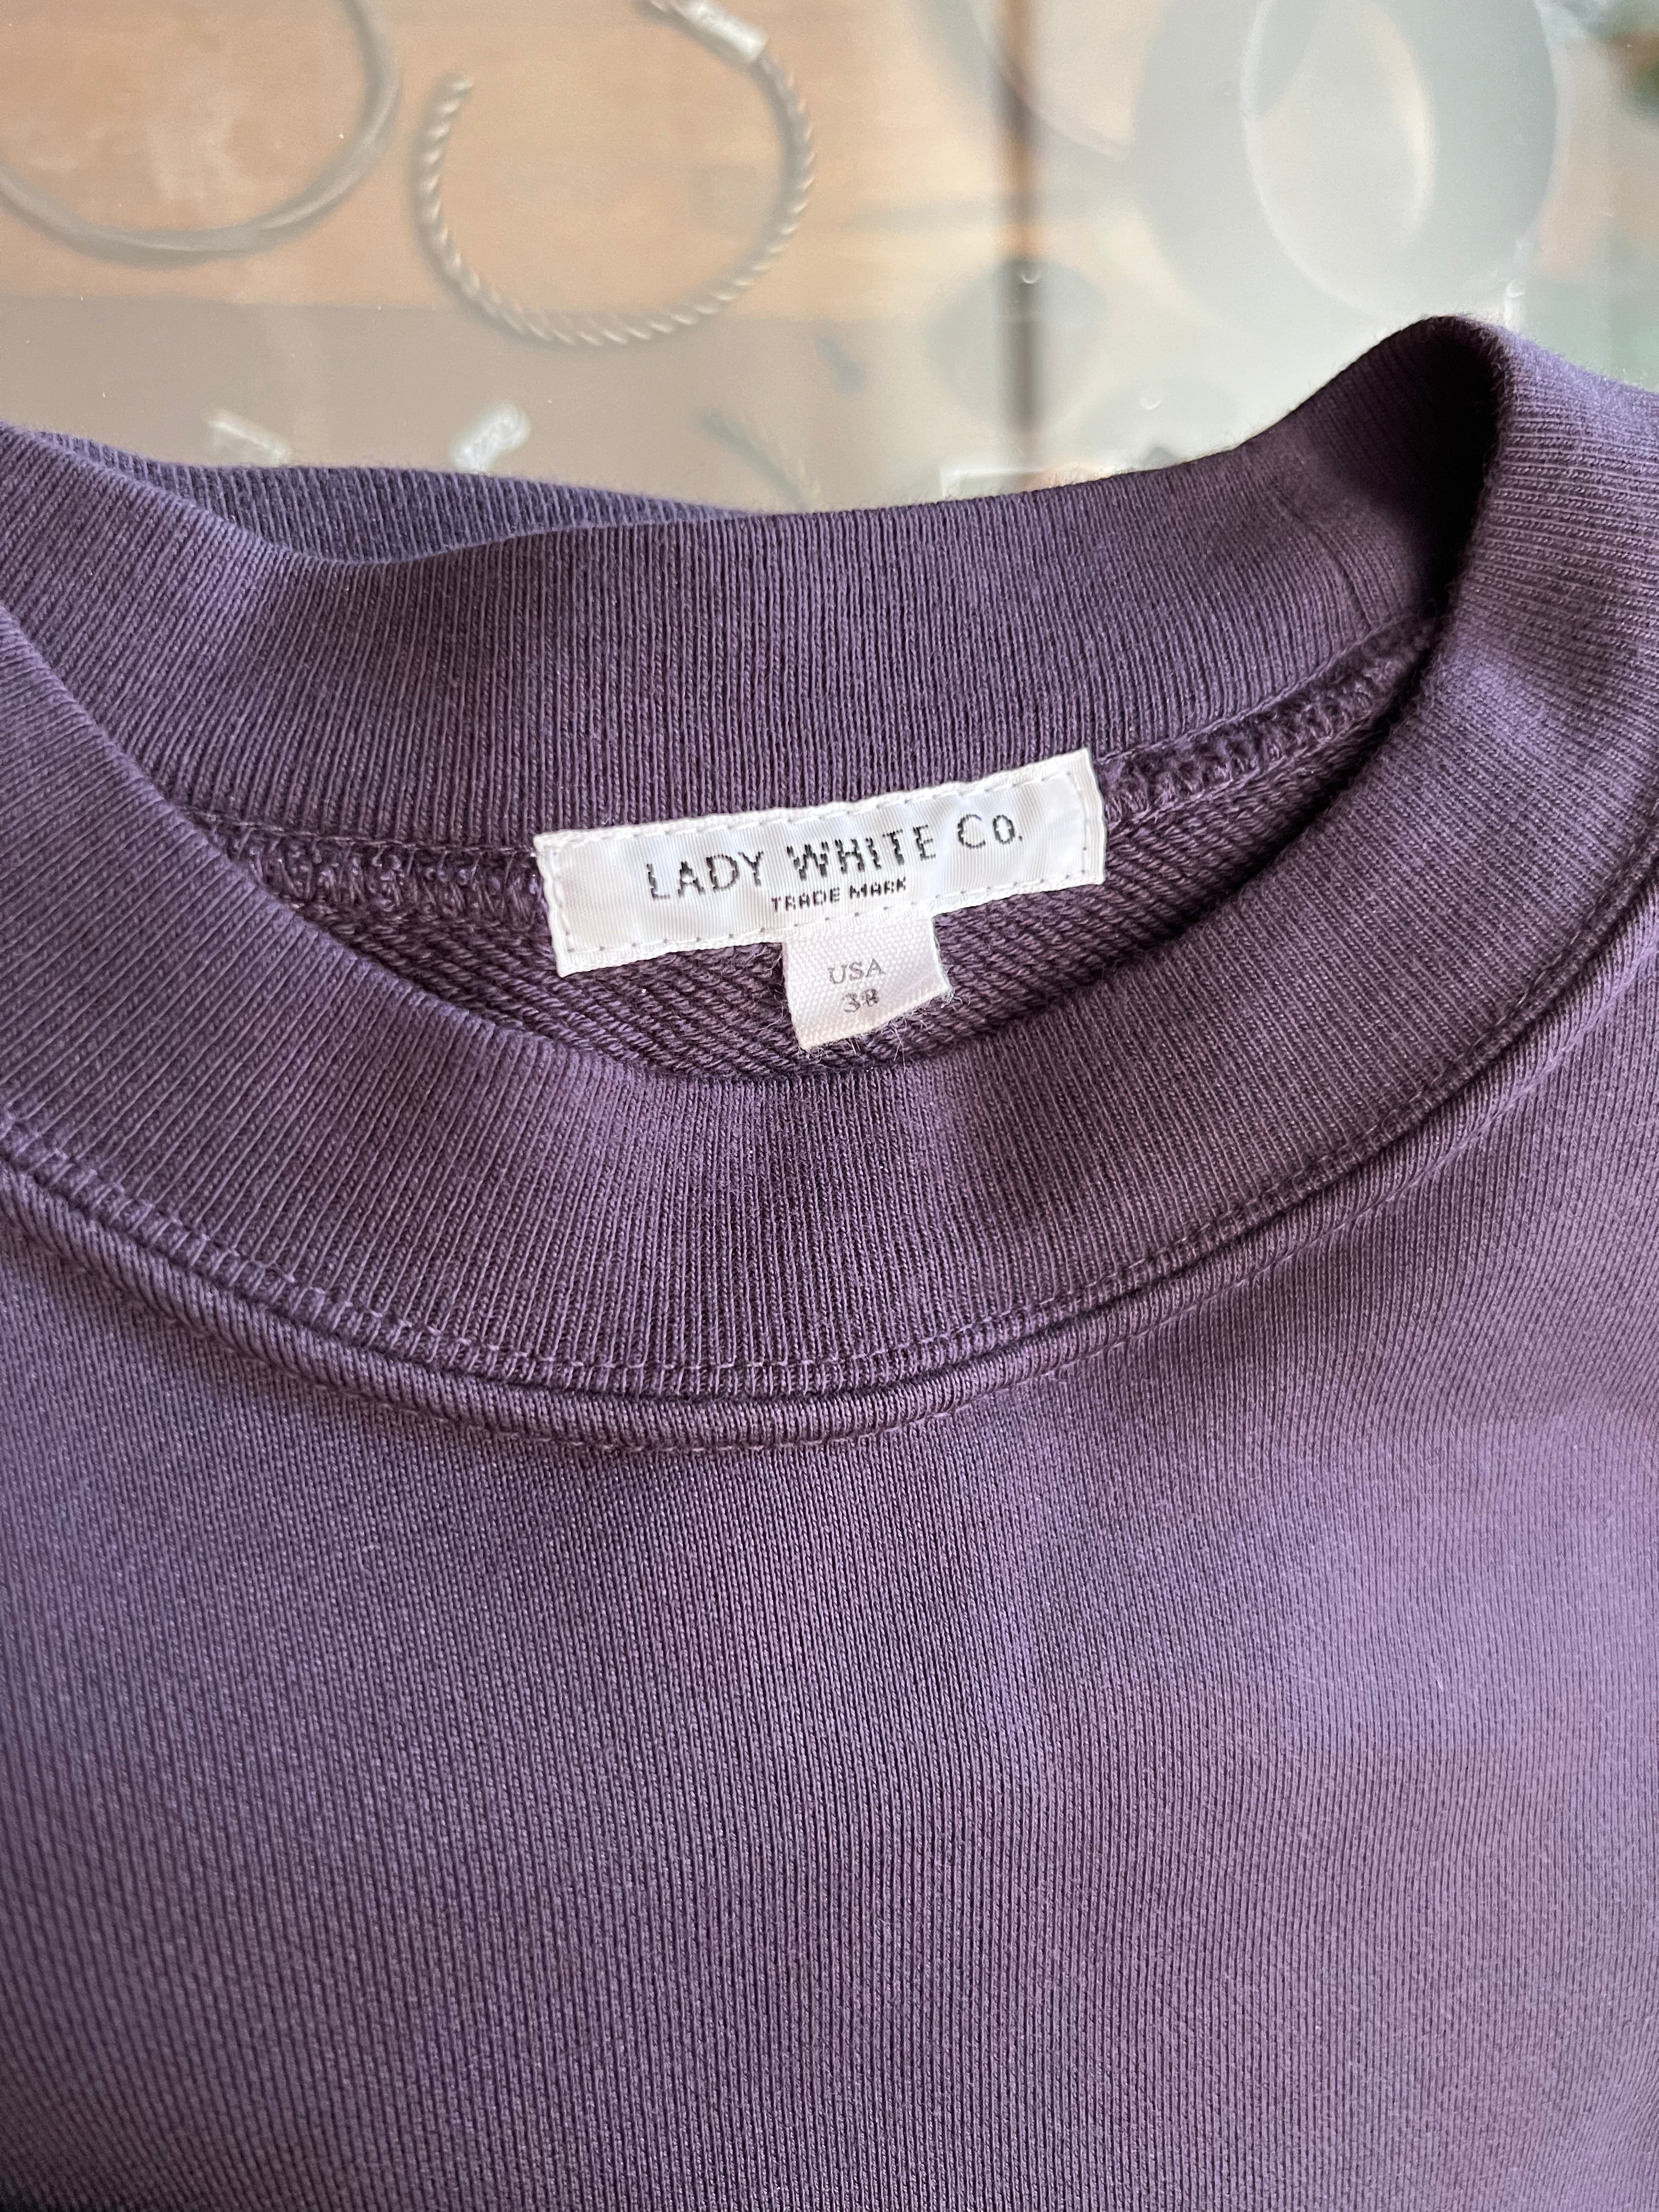 LADY WHITE Co.
TRADE MARK
USA
38